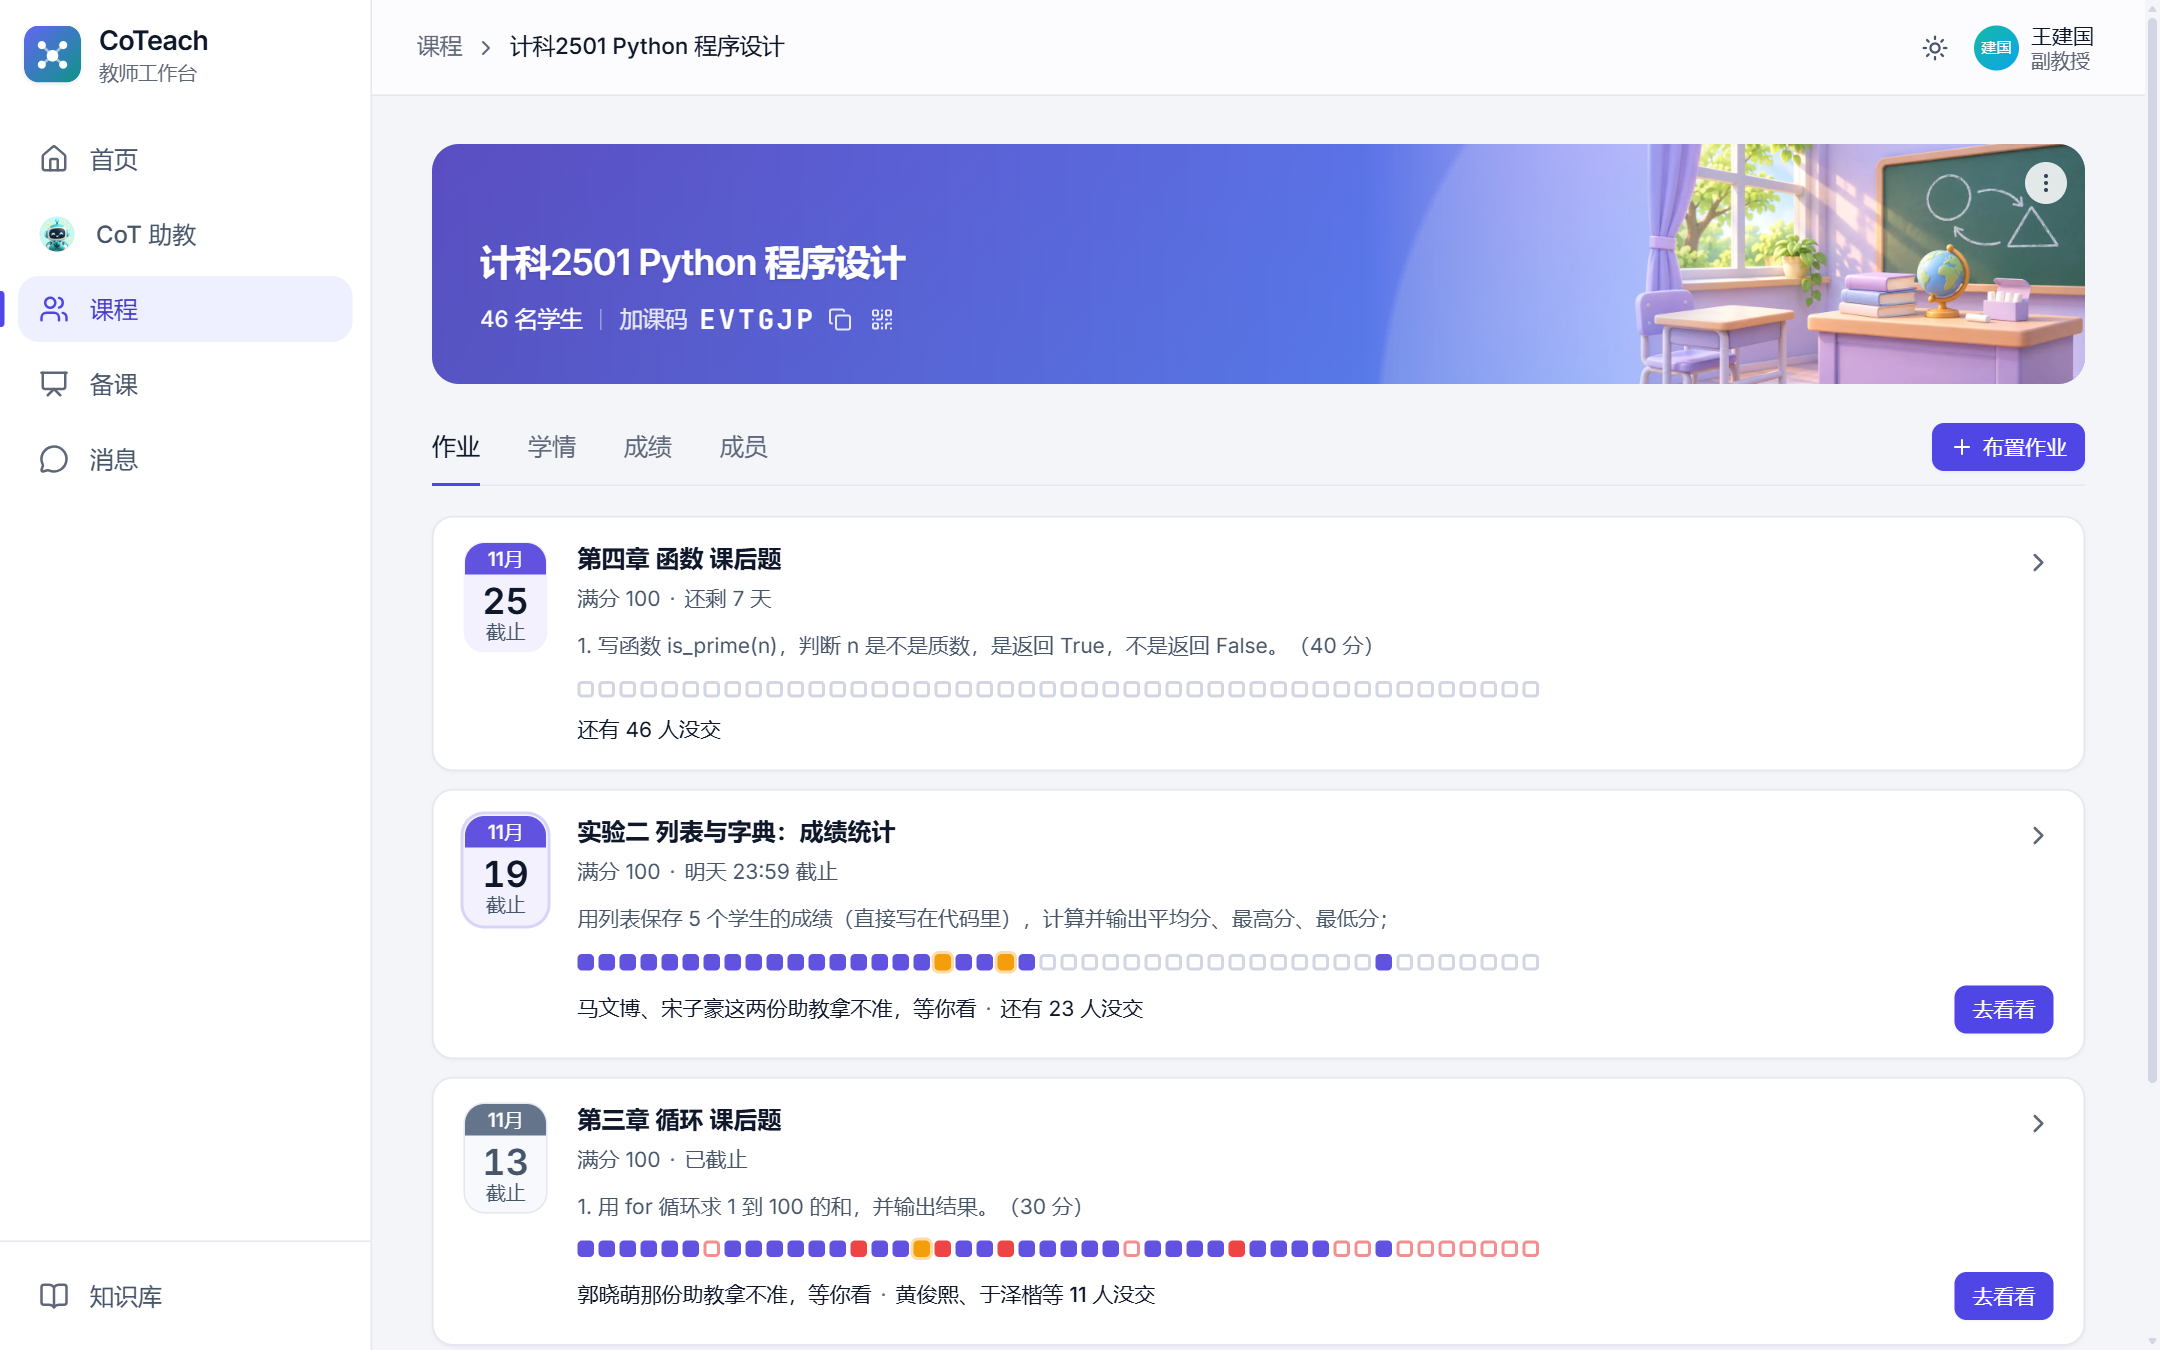 CoTeach
教师工作台
首页
CoT 助教
课程
备课
消息
知识库
课程 > 计科2501 Python 程序设计
建国
王建国
副教授
计科2501 Python 程序设计
46 名学生 | 加课码 EVTGJP
作业 学情 成绩 成员
+ 布置作业
11月
25
截止
第四章 函数 课后题
满分 100 · 还剩 7 天
1. 写函数 is_prime(n)，判断 n 是不是质数，是返回 True，不是返回 False。（40 分）
还有 46 人没交
11月
19
截止
实验二 列表与字典：成绩统计
满分 100 · 明天 23:59 截止
用列表保存 5 个学生的成绩（直接写在代码里），计算并输出平均分、最高分、最低分；
马文博、宋子豪这两份助教拿不准，等你看 · 还有 23 人没交
去看看
11月
13
截止
第三章 循环 课后题
满分 100 · 已截止
1. 用 for 循环求 1 到 100 的和，并输出结果。（30 分）
郭晓萌那份助教拿不准，等你看 · 黄俊熙、于泽楷等 11 人没交
去看看